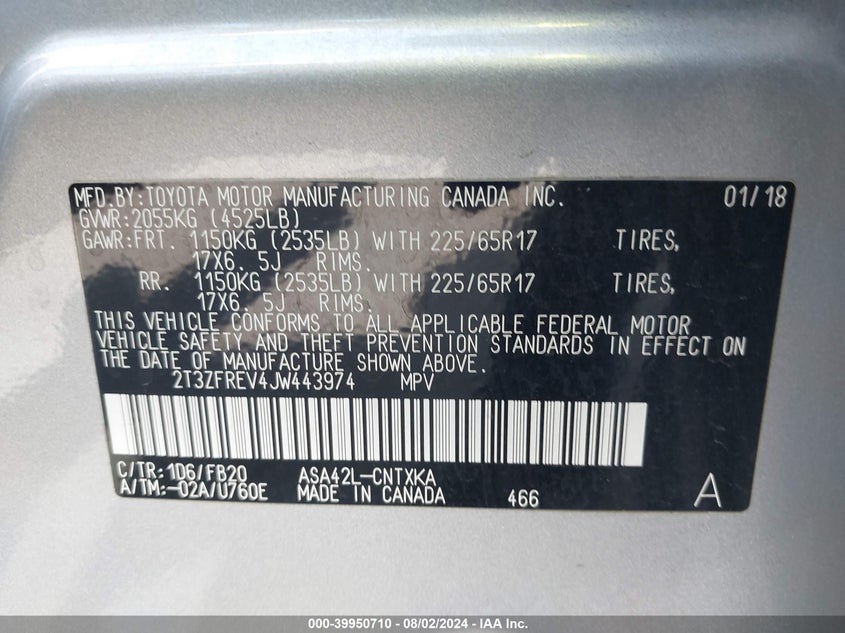 MFD.BY:TOYOTA MOTOR MANUFACTURING CANADA INC. 01/18
GVWR:2055KG (4525LB)
GAWR:FRT. 1150KG (2535LB) WITH 225/65R17 TIRES,
17X6. 5J RIMS.
RR. 1150KG (2535LB) WITH 225/65R17 TIRES,
17X6. 5J RIMS.
THIS VEHICLE CONFORMS TO ALL APPLICABLE FEDERAL MOTOR
VEHICLE SAFETY AND THEFT PREVENTION STANDARDS IN EFFECT ON
THE DATE OF MANUFACTURE SHOWN ABOVE.
2T3ZFREV4JW443974 MPV
C/TR:1D6/FB20 ASA42L-CNTXKA
A/TM:-02A/U760E MADE IN CANADA 466 A
000-39950710 — 08/02/2024 - IAA Inc.